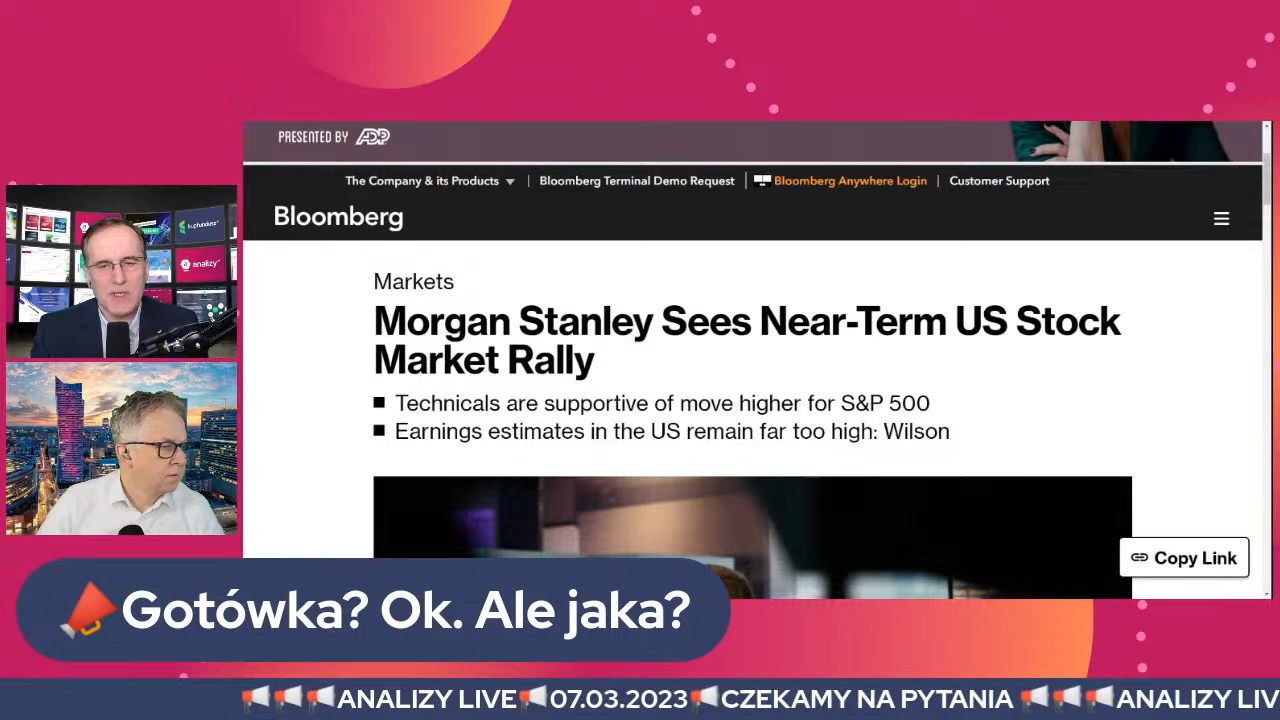 PRESENTED BY ADP
The Company & its Products | Bloomberg Terminal Demo Request | Bloomberg Anywhere Login | Customer Support
Bloomberg
Markets
Morgan Stanley Sees Near-Term US Stock
Market Rally
Technicals are supportive of move higher for S&P 500
Earnings estimates in the US remain far too high: Wilson
Copy Link
kupfundusz
analizy
Gotówka? Ok. Ale jaka?
ANALIZY LIVE 07.03.2023 CZEKAMY NA PYTANIA ANALIZY LIV